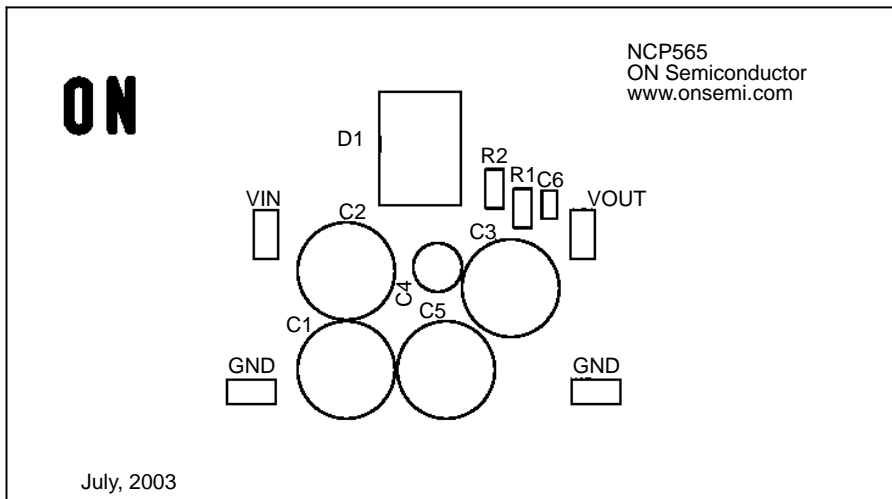 NCP565
ON Semiconductor
www.onsemi.com
ON
D1
R2
R1
C6
VIN
C2
VOUT
C3
C4
C1
C5
GND
GND
July, 2003